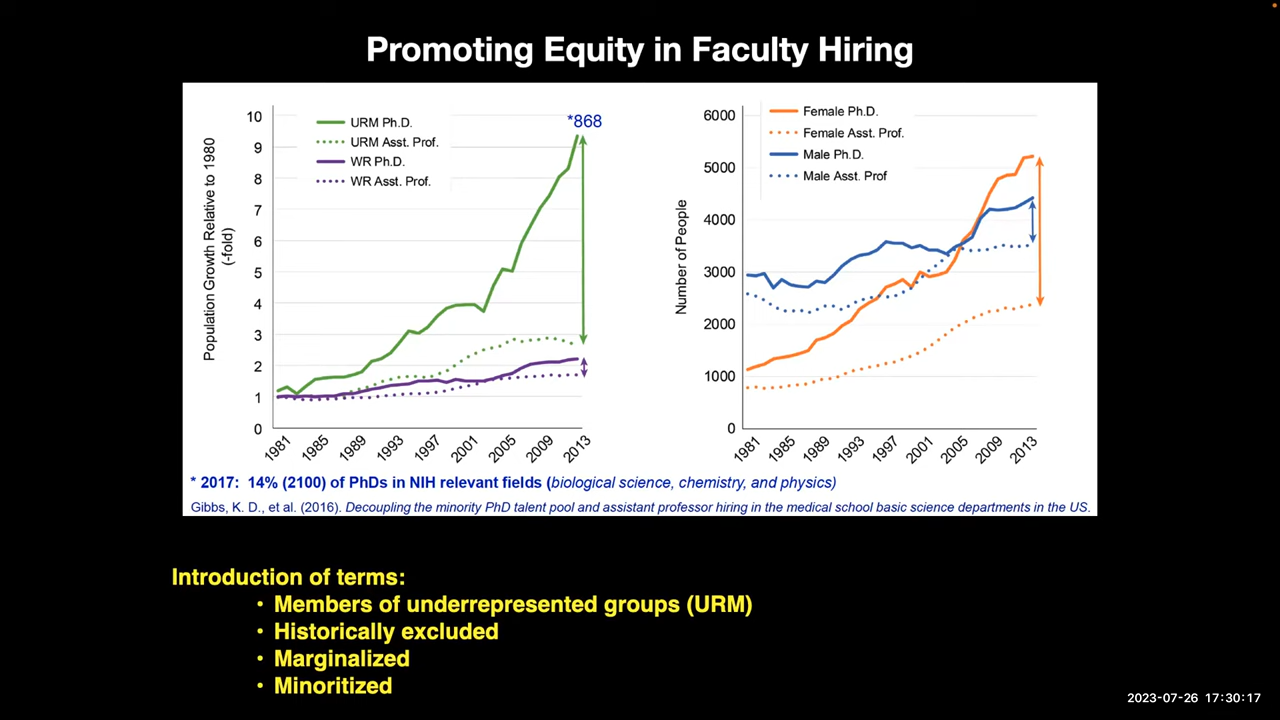 Promoting Equity in Faculty Hiring
Population Growth Relative to 1980
(-fold)
10
9
8
7
6
5
4
3
2
1
0
URM Ph.D.
URM Asst. Prof.
WR Ph.D.
WR Asst. Prof.
*868
1981
1985
1989
1993
1997
2001
2005
2009
2013
Number of People
6000
5000
4000
3000
2000
1000
0
Female Ph.D.
Female Asst. Prof.
Male Ph.D.
Male Asst. Prof
1981
1985
1989
1993
1997
2001
2005
2009
2013
* 2017: 14% (2100) of PhDs in NIH relevant fields (biological science, chemistry, and physics)
Gibbs, K. D., et al. (2016). Decoupling the minority PhD talent pool and assistant professor hiring in the medical school basic science departments in the US.
Introduction of terms:
• Members of underrepresented groups (URM)
• Historically excluded
• Marginalized
• Minoritized
2023-07-26 17:30:17